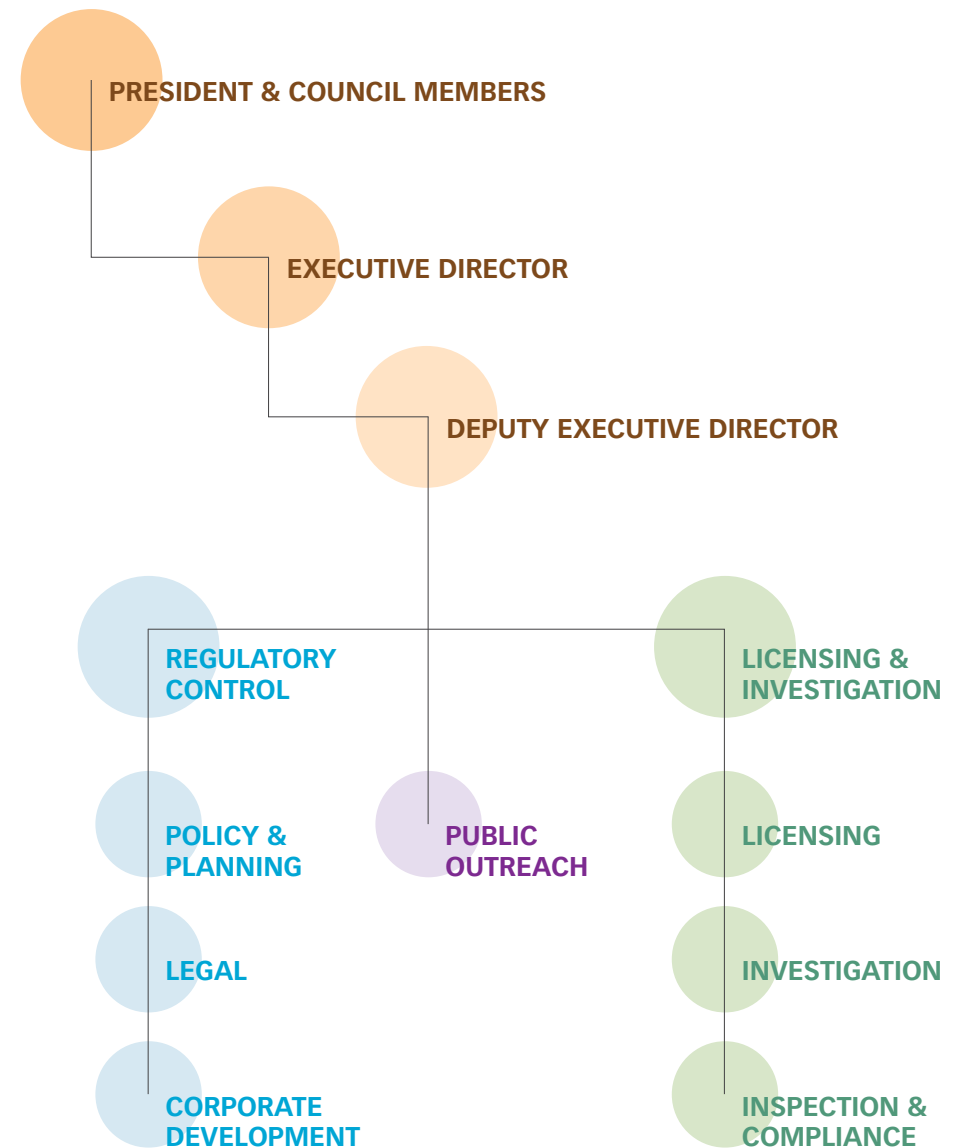 PRESIDENT & COUNCIL MEMBERS
EXECUTIVE DIRECTOR
DEPUTY EXECUTIVE DIRECTOR
REGULATORY
CONTROL
LICENSING &
INVESTIGATION
POLICY &
PLANNING
PUBLIC
OUTREACH
LICENSING
LEGAL
INVESTIGATION
CORPORATE
DEVELOPMENT
INSPECTION &
COMPLIANCE